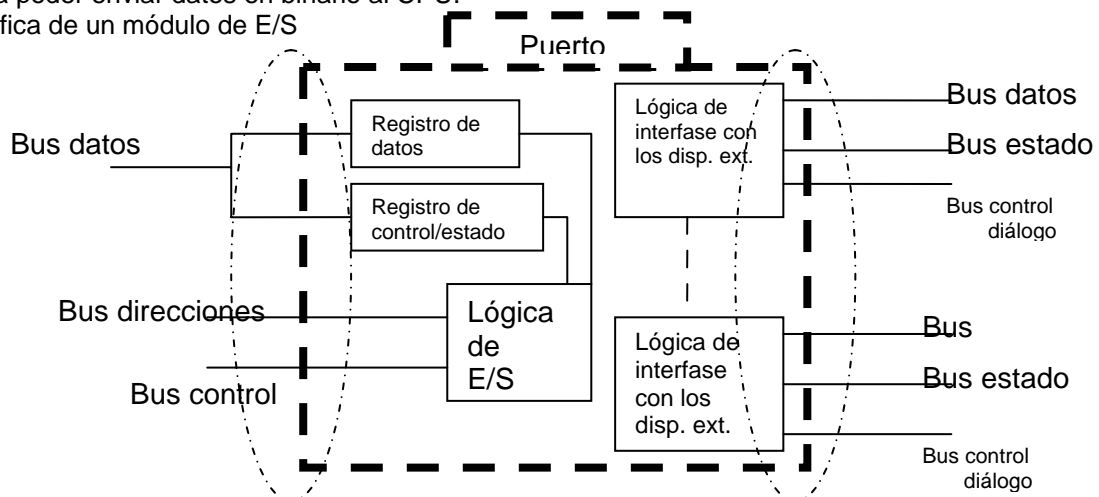 poder enviar datos en binario al CPU.
fica de un módulo de E/S
Puerto
Bus datos
Registro de
datos
Registro de
control/estado
Bus direcciones
Bus control
Lógica
de
E/S
Lógica de
interfase con
los disp. ext.
Bus datos
Bus estado
Bus control
diálogo
Lógica de
interfase
con los
disp. ext.
Bus
Bus estado
Bus control
diálogo